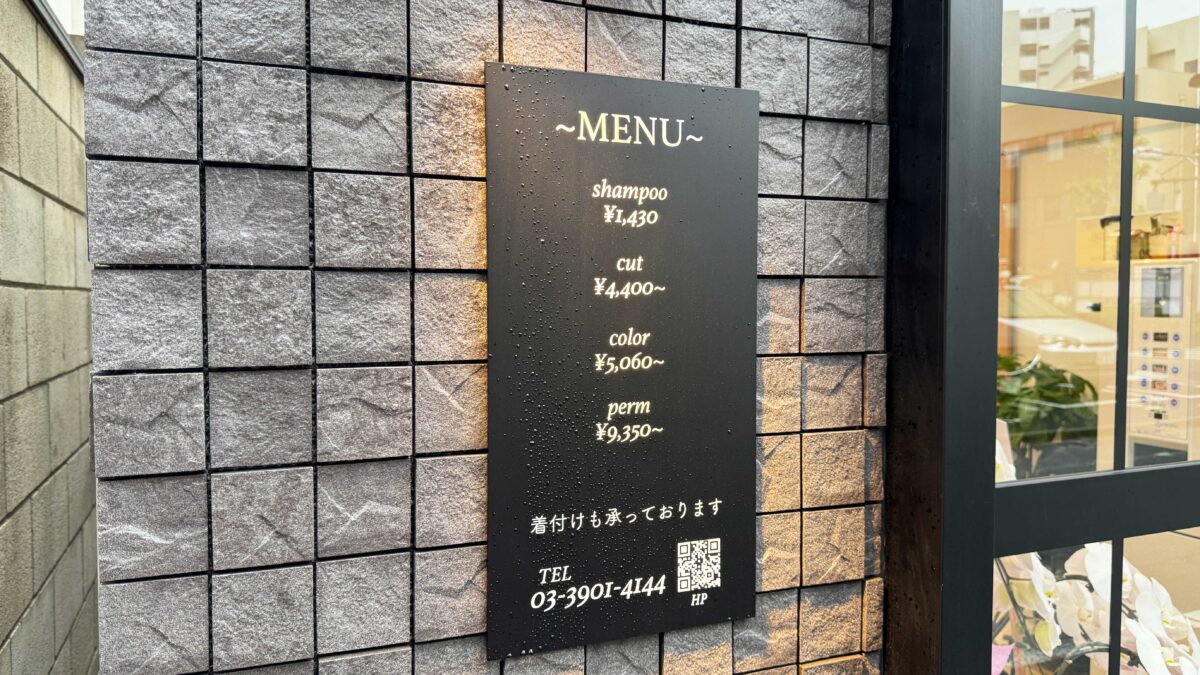 ~MENU~
shampoo
¥1,430
cut
¥4,400~
color
¥5,060~
perm
¥9,350~
着付けも承っております
TEL
03-3901-4144
HP